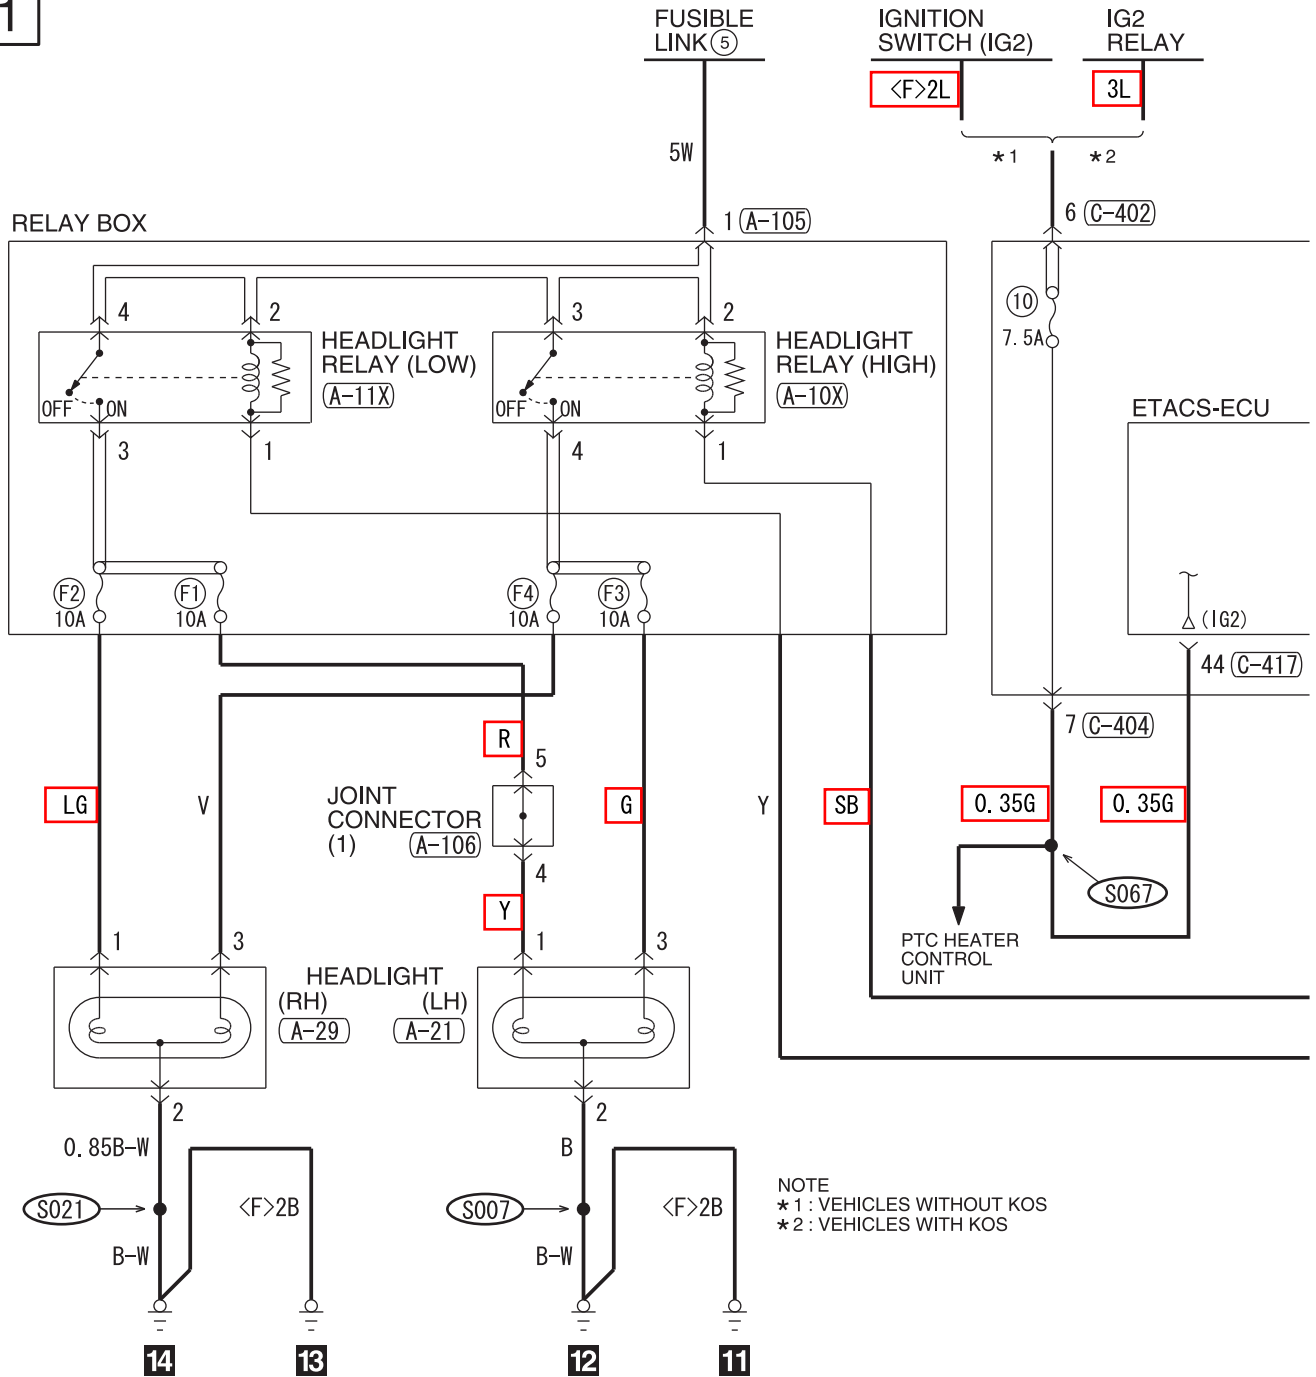 1
FUSIBLE
LINK 5
IGNITION
SWITCH (IG2)
IG2
RELAY
<F>2L
3L
5W
*1
*2
RELAY BOX
1 A-105
6 C-402
4
2
3
2
10
7.5A
HEADLIGHT
RELAY (LOW)
A-11X
HEADLIGHT
RELAY (HIGH)
A-10X
OFF
ON
OFF
ON
ETACS-ECU
3
1
4
1
F2
10A
F1
10A
F4
10A
F3
10A
(IG2)
44 C-417
7 C-404
R
5
LG
V
JOINT
CONNECTOR
(1)
A-106
G
Y
SB
0.35G
0.35G
4
Y
S067
1
3
1
3
PTC HEATER
CONTROL
UNIT
HEADLIGHT
(RH)
(LH)
A-29
A-21
2
2
0.85B-W
B
S021
<F>2B
S007
<F>2B
B-W
B-W
NOTE
*1 : VEHICLES WITHOUT KOS
*2 : VEHICLES WITH KOS
14
13
12
11